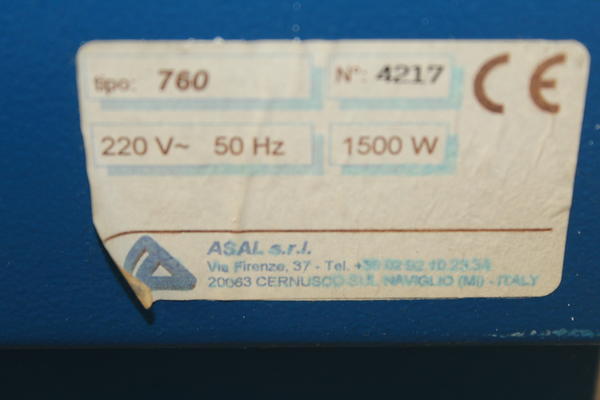 tipo: 760 N°: 4217 CE
220 V~ 50 Hz 1500 W
ASAL s.r.l.
Via Firenze, 37 - Tel. +39 02 92 10 23 34
20063 CERNUSCO SUL NAVIGLIO (MI) - ITALY